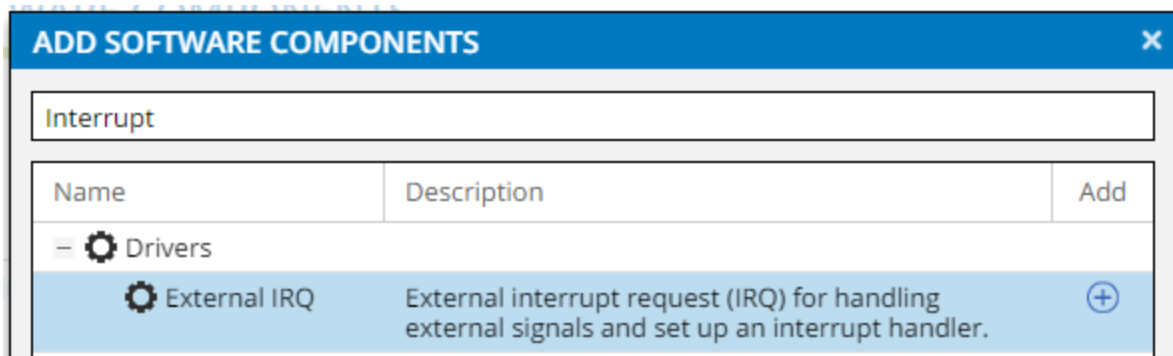 ADD SOFTWARE COMPONENTS ×
Interrupt
Name Description Add
Drivers
External IRQ External interrupt request (IRQ) for handling
external signals and set up an interrupt handler.